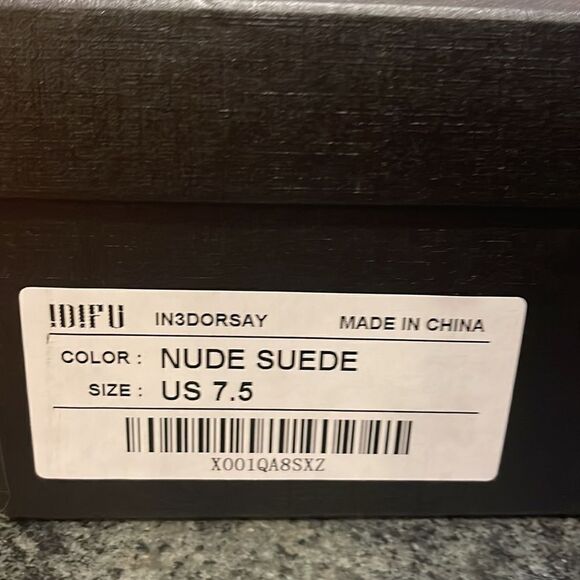 IDIFU IN3DORSAY MADE IN CHINA
COLOR : NUDE SUEDE
SIZE : US 7.5
X001QA8SXZ